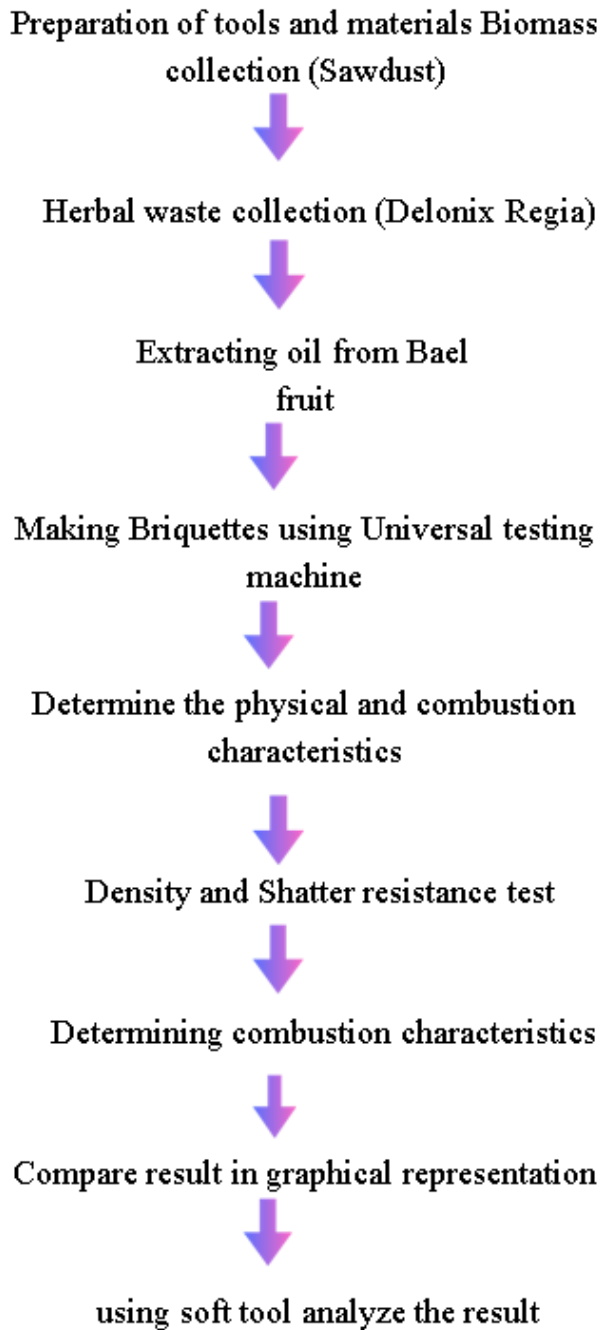 Preparation of tools and materials Biomass
collection (Sawdust)
Herbal waste collection (Delonix Regia)
Extracting oil from Bael
fruit
Making Briquettes using Universal testing
machine
Determine the physical and combustion
characteristics
Density and Shatter resistance test
Determining combustion characteristics
Compare result in graphical representation
using soft tool analyze the result